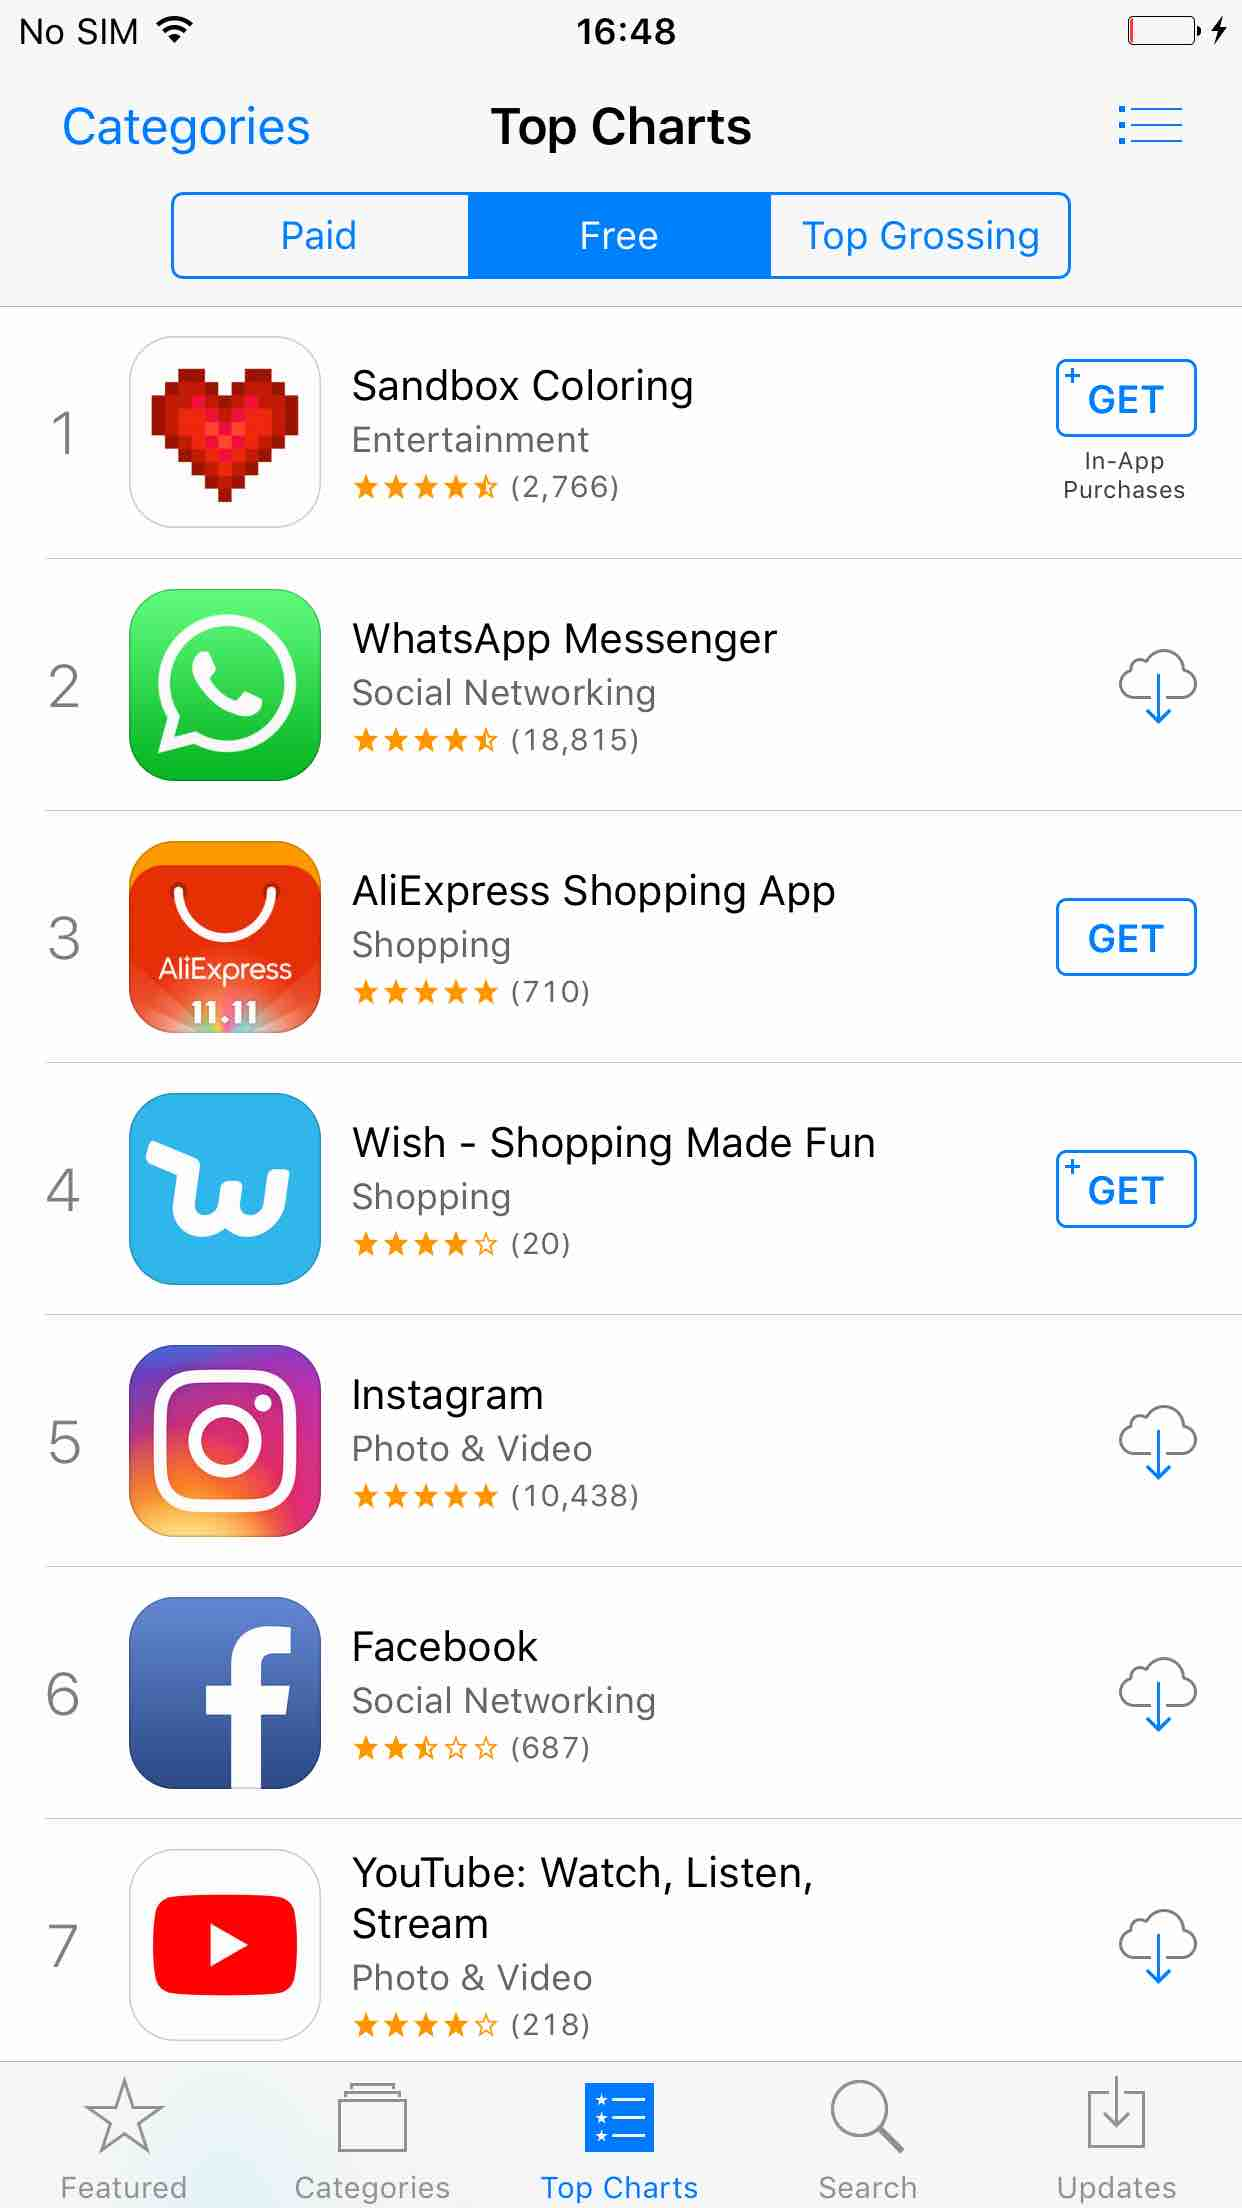 No SIM 16:48
Categories Top Charts
Paid Free Top Grossing
1
Sandbox Coloring
Entertainment
(2,766)
+ GET
In-App
Purchases
2
WhatsApp Messenger
Social Networking
(18,815)
3
AliExpress
11.11
AliExpress Shopping App
Shopping
(710)
GET
4
Wish - Shopping Made Fun
Shopping
(20)
+ GET
5
Instagram
Photo & Video
(10,438)
6
Facebook
Social Networking
(687)
7
YouTube: Watch, Listen,
Stream
Photo & Video
(218)
Featured Categories Top Charts Search Updates